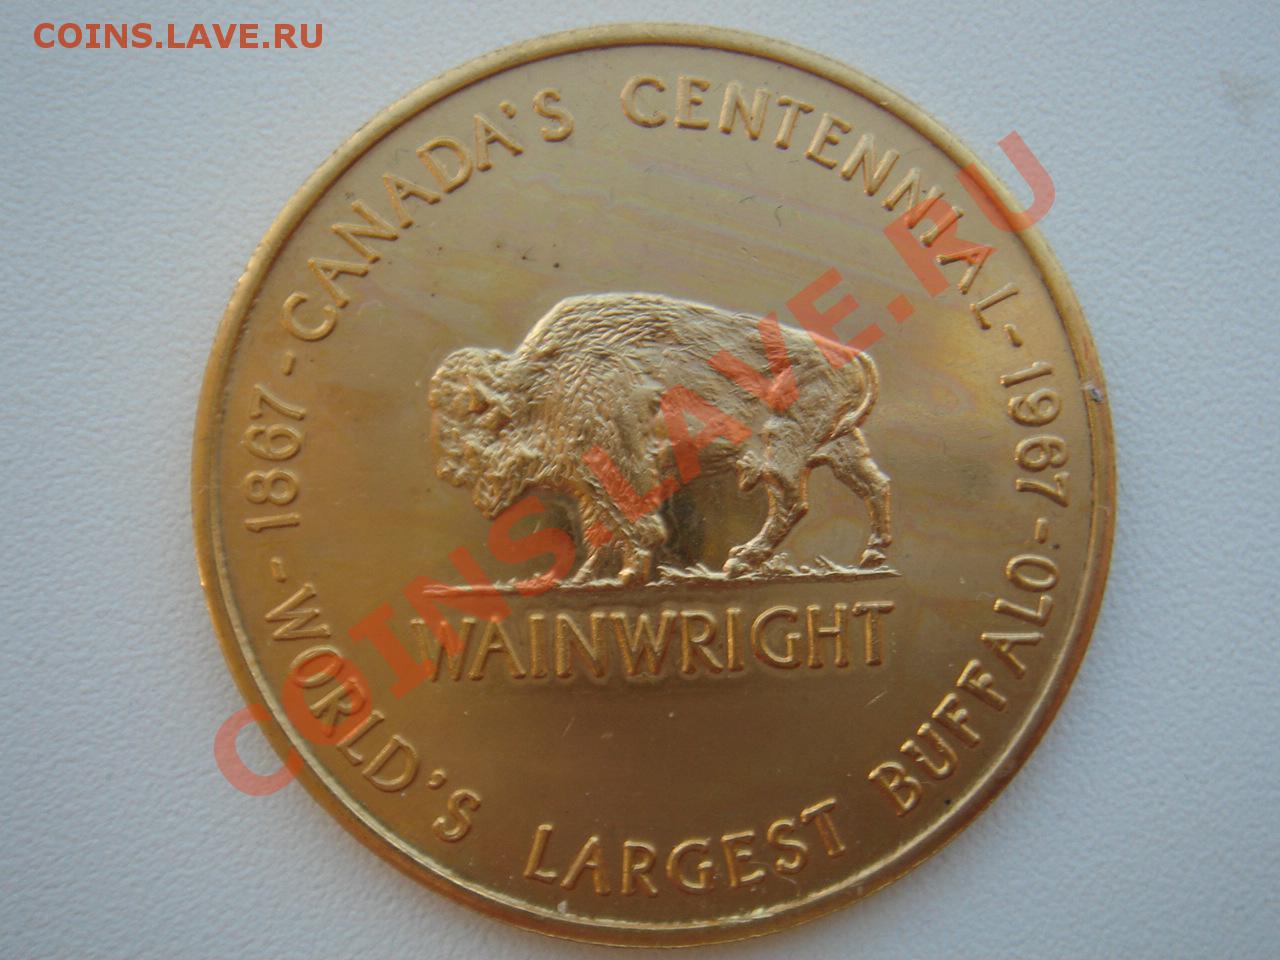 COINS.LAVE.RU
1867-CANADA'S CENTENNIAL-1967-
WORLD'S LARGEST BUFFALO-
WAINWRIGHT
COINS.LAVE.RU